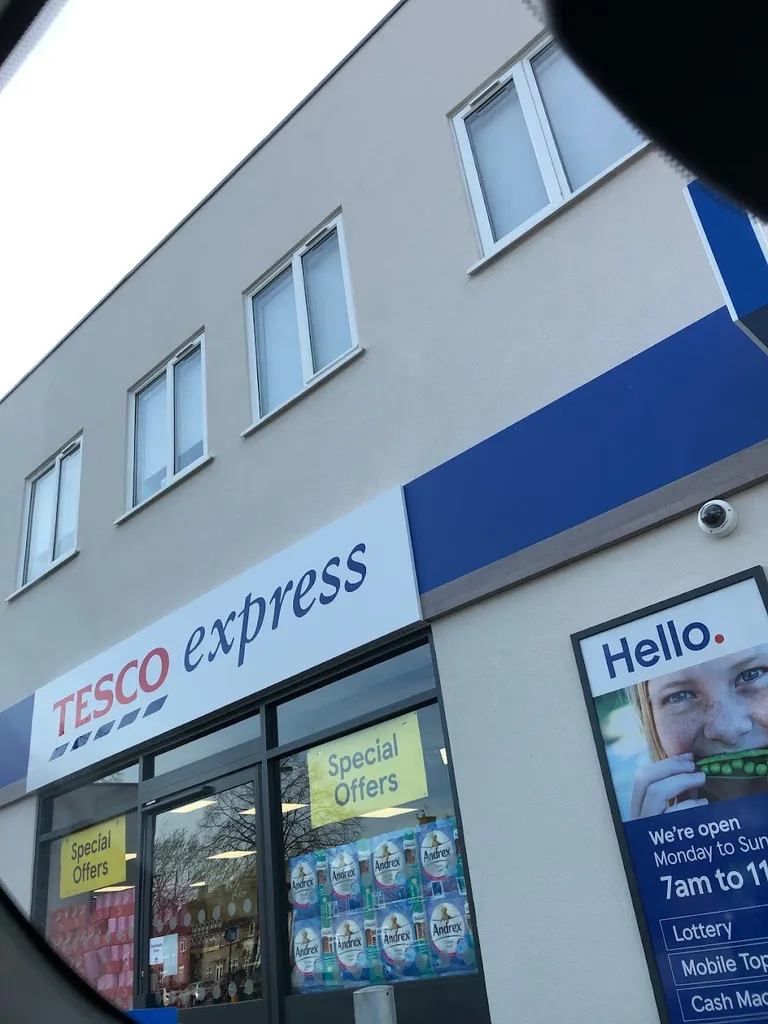 TESCO express
Special
Offers
Special
Offers
Andrex
Andrex
Andrex
Andrex
Andrex
Andrex
Andrex
Andrex
Hello.
We're open
Monday to Sun
7am to 11
Lottery
Mobile Top
Cash Mac